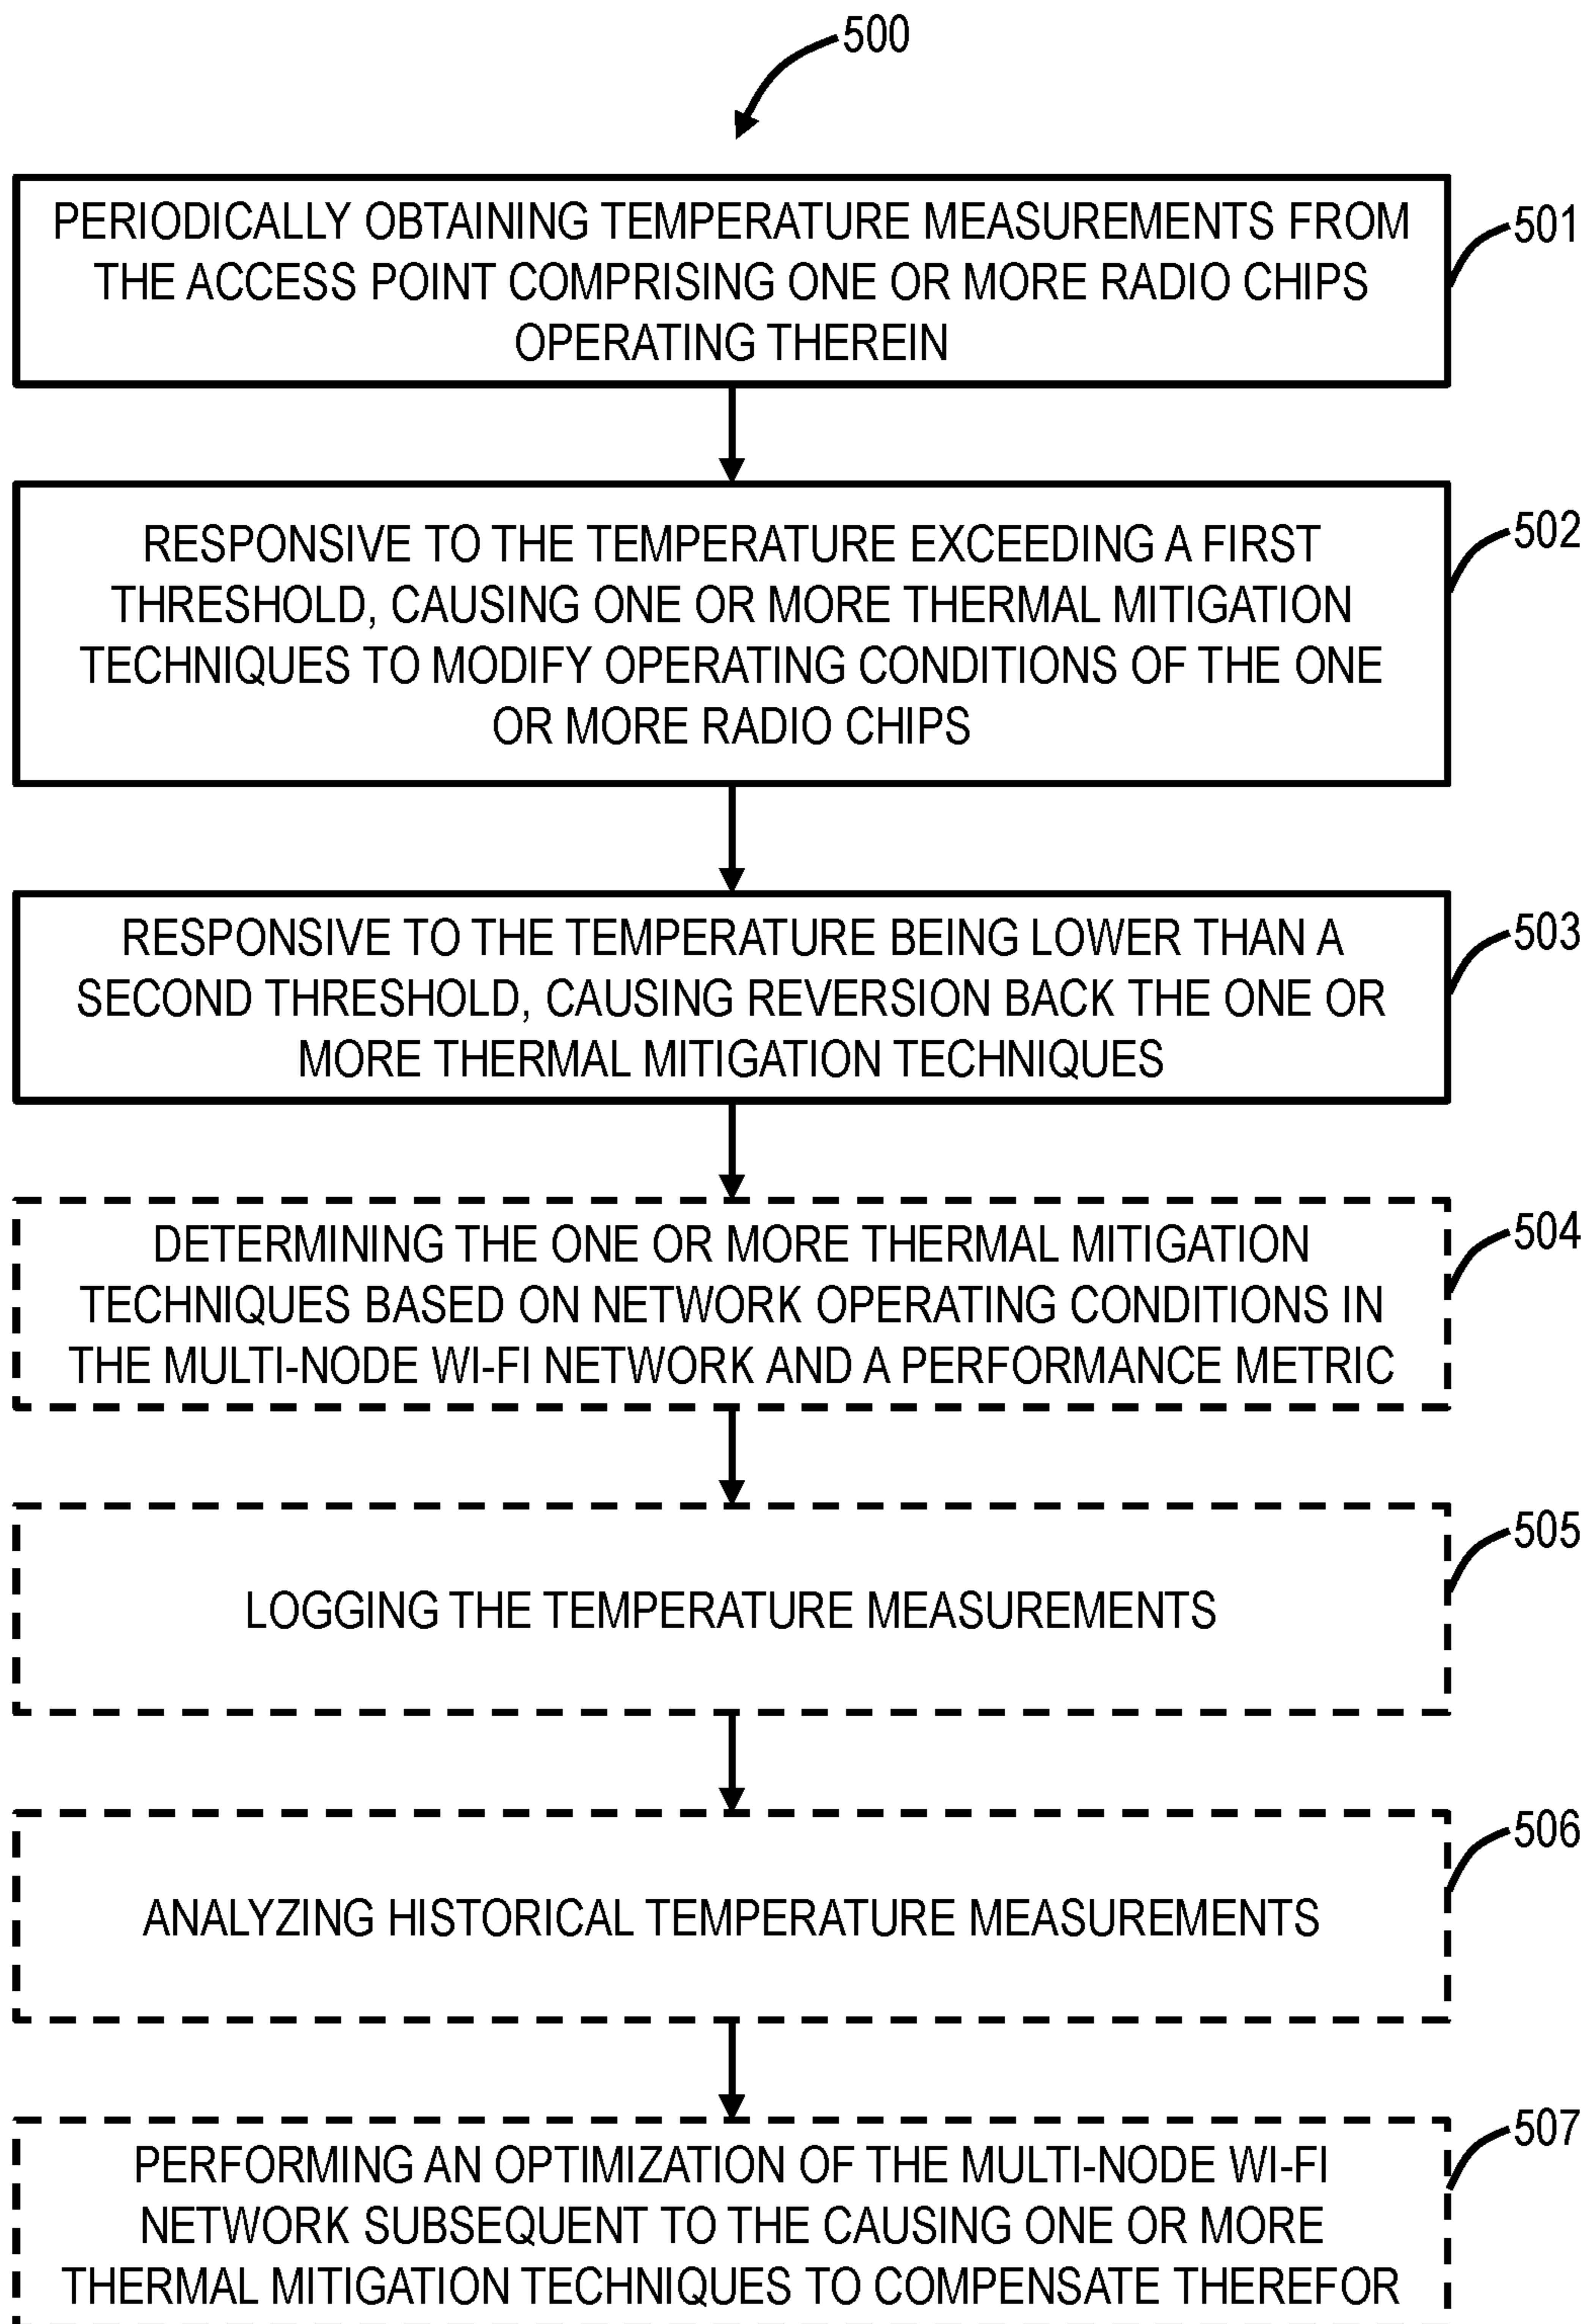 500
PERIODICALLY OBTAINING TEMPERATURE MEASUREMENTS FROM
THE ACCESS POINT COMPRISING ONE OR MORE RADIO CHIPS
OPERATING THEREIN
501
RESPONSIVE TO THE TEMPERATURE EXCEEDING A FIRST
THRESHOLD, CAUSING ONE OR MORE THERMAL MITIGATION
TECHNIQUES TO MODIFY OPERATING CONDITIONS OF THE ONE
OR MORE RADIO CHIPS
502
RESPONSIVE TO THE TEMPERATURE BEING LOWER THAN A
SECOND THRESHOLD, CAUSING REVERSION BACK THE ONE OR
MORE THERMAL MITIGATION TECHNIQUES
503
DETERMINING THE ONE OR MORE THERMAL MITIGATION
TECHNIQUES BASED ON NETWORK OPERATING CONDITIONS IN
THE MULTI-NODE WI-FI NETWORK AND A PERFORMANCE METRIC
504
LOGGING THE TEMPERATURE MEASUREMENTS
505
ANALYZING HISTORICAL TEMPERATURE MEASUREMENTS
506
PERFORMING AN OPTIMIZATION OF THE MULTI-NODE WI-FI
NETWORK SUBSEQUENT TO THE CAUSING ONE OR MORE
THERMAL MITIGATION TECHNIQUES TO COMPENSATE THEREFOR
507